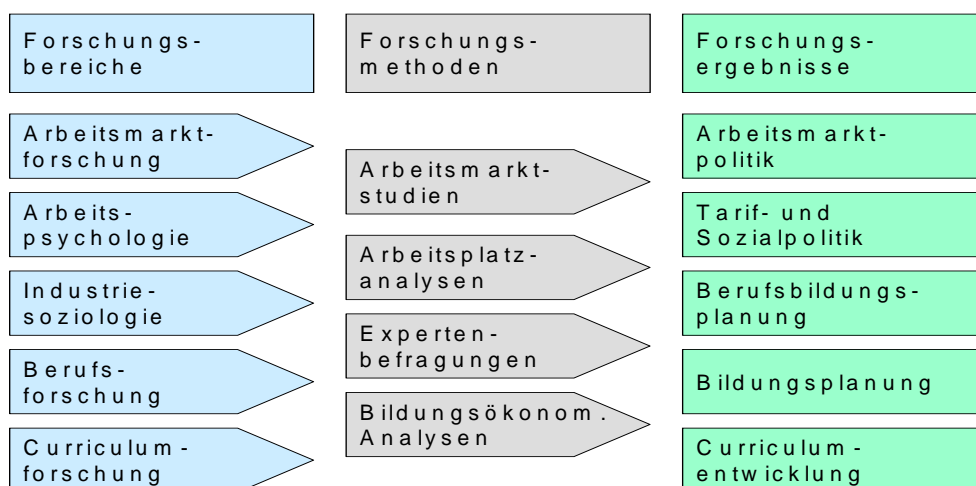 Forschungs-
bereiche
Forschungs-
methoden
Forschungs-
ergebnisse
Arbeitsmarkt-
forschung
Arbeits-
psychologie
Industrie-
soziologie
Berufs-
forschung
Curriculum-
forschung
Arbeitsmarkt-
studien
Arbeitsplatz-
analysen
Experten-
befragungen
Bildungsökonom.
Analysen
Arbeitsmarkt-
politik
Tarif- und
Sozialpolitik
Berufsbildungs-
planung
Bildungsplanung
Curriculum-
entwicklung